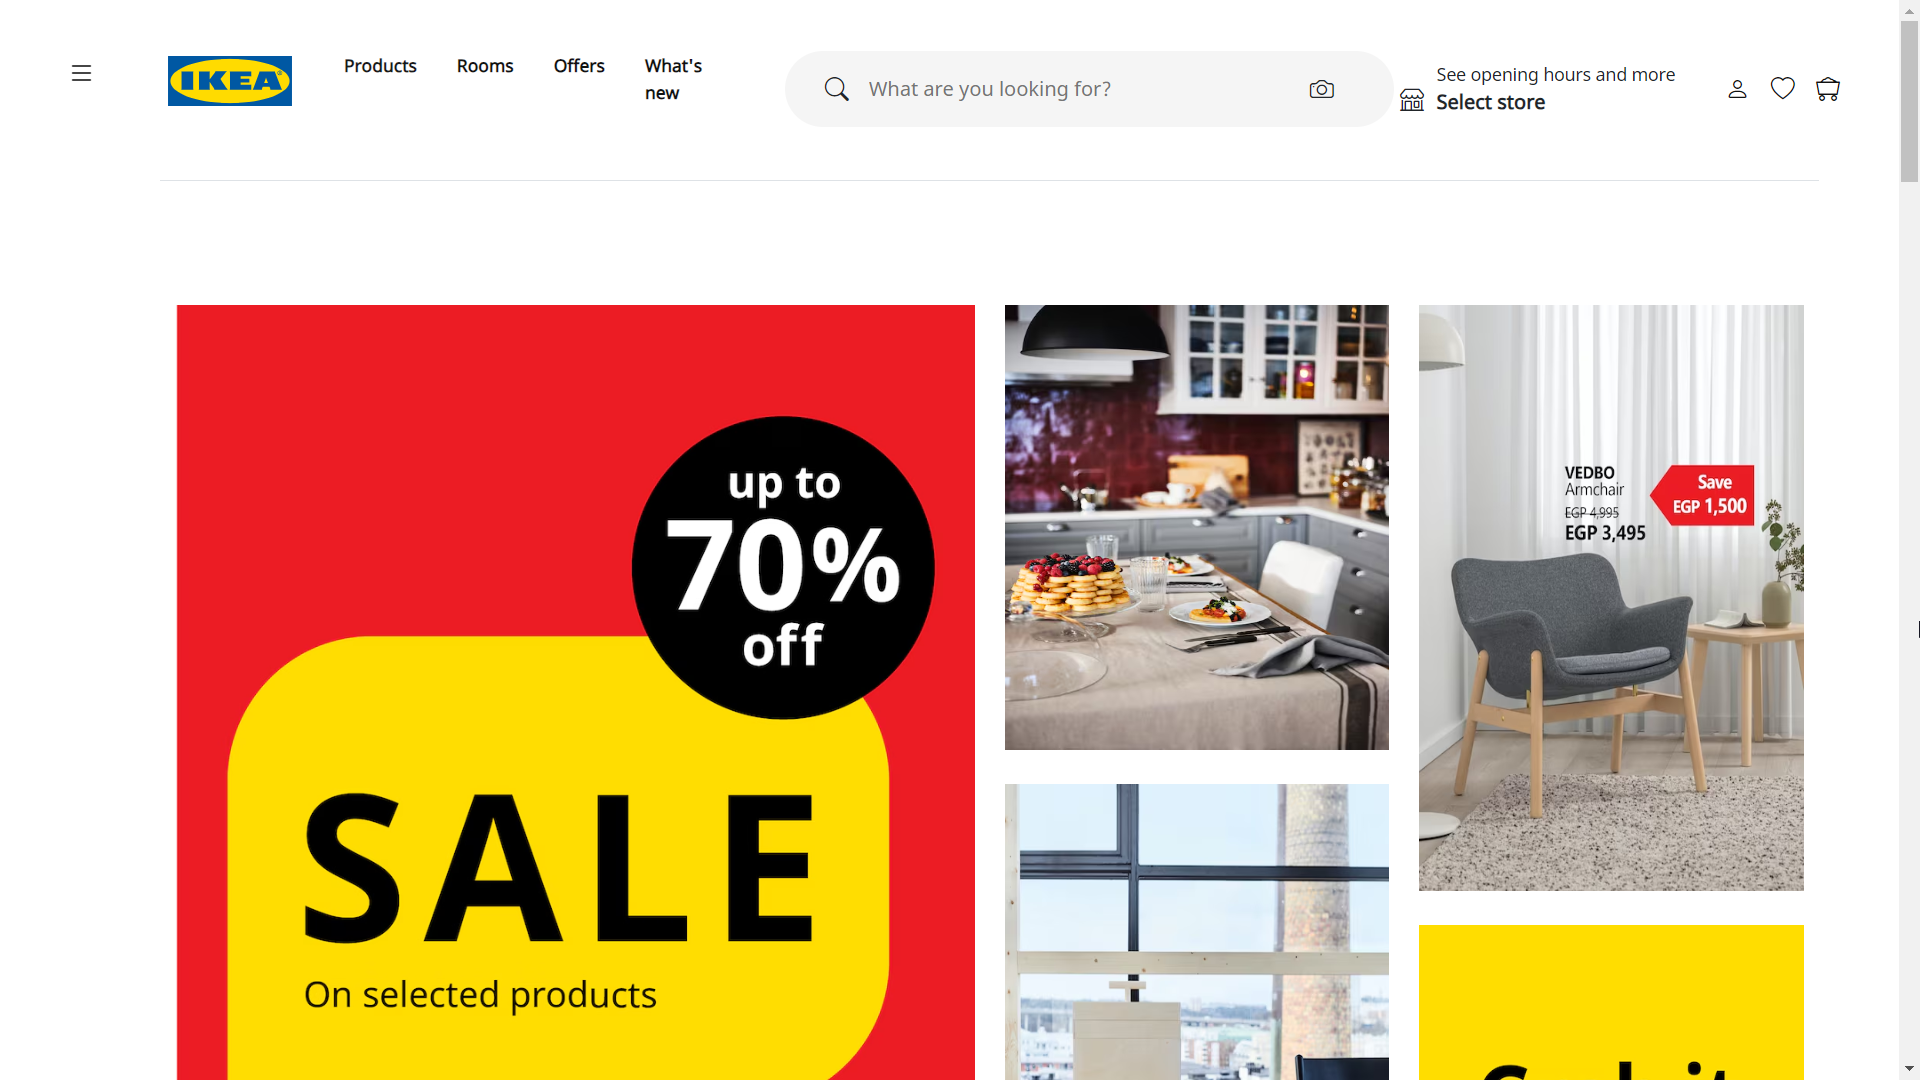 IKEA
Products
Rooms
Offers
What's
new
What are you looking for?
See opening hours and more
Select store
up to
70%
off
SALE
On selected products
VEDBO
Armchair
EGP 4,995
EGP 3,495
Save
EGP 1,500